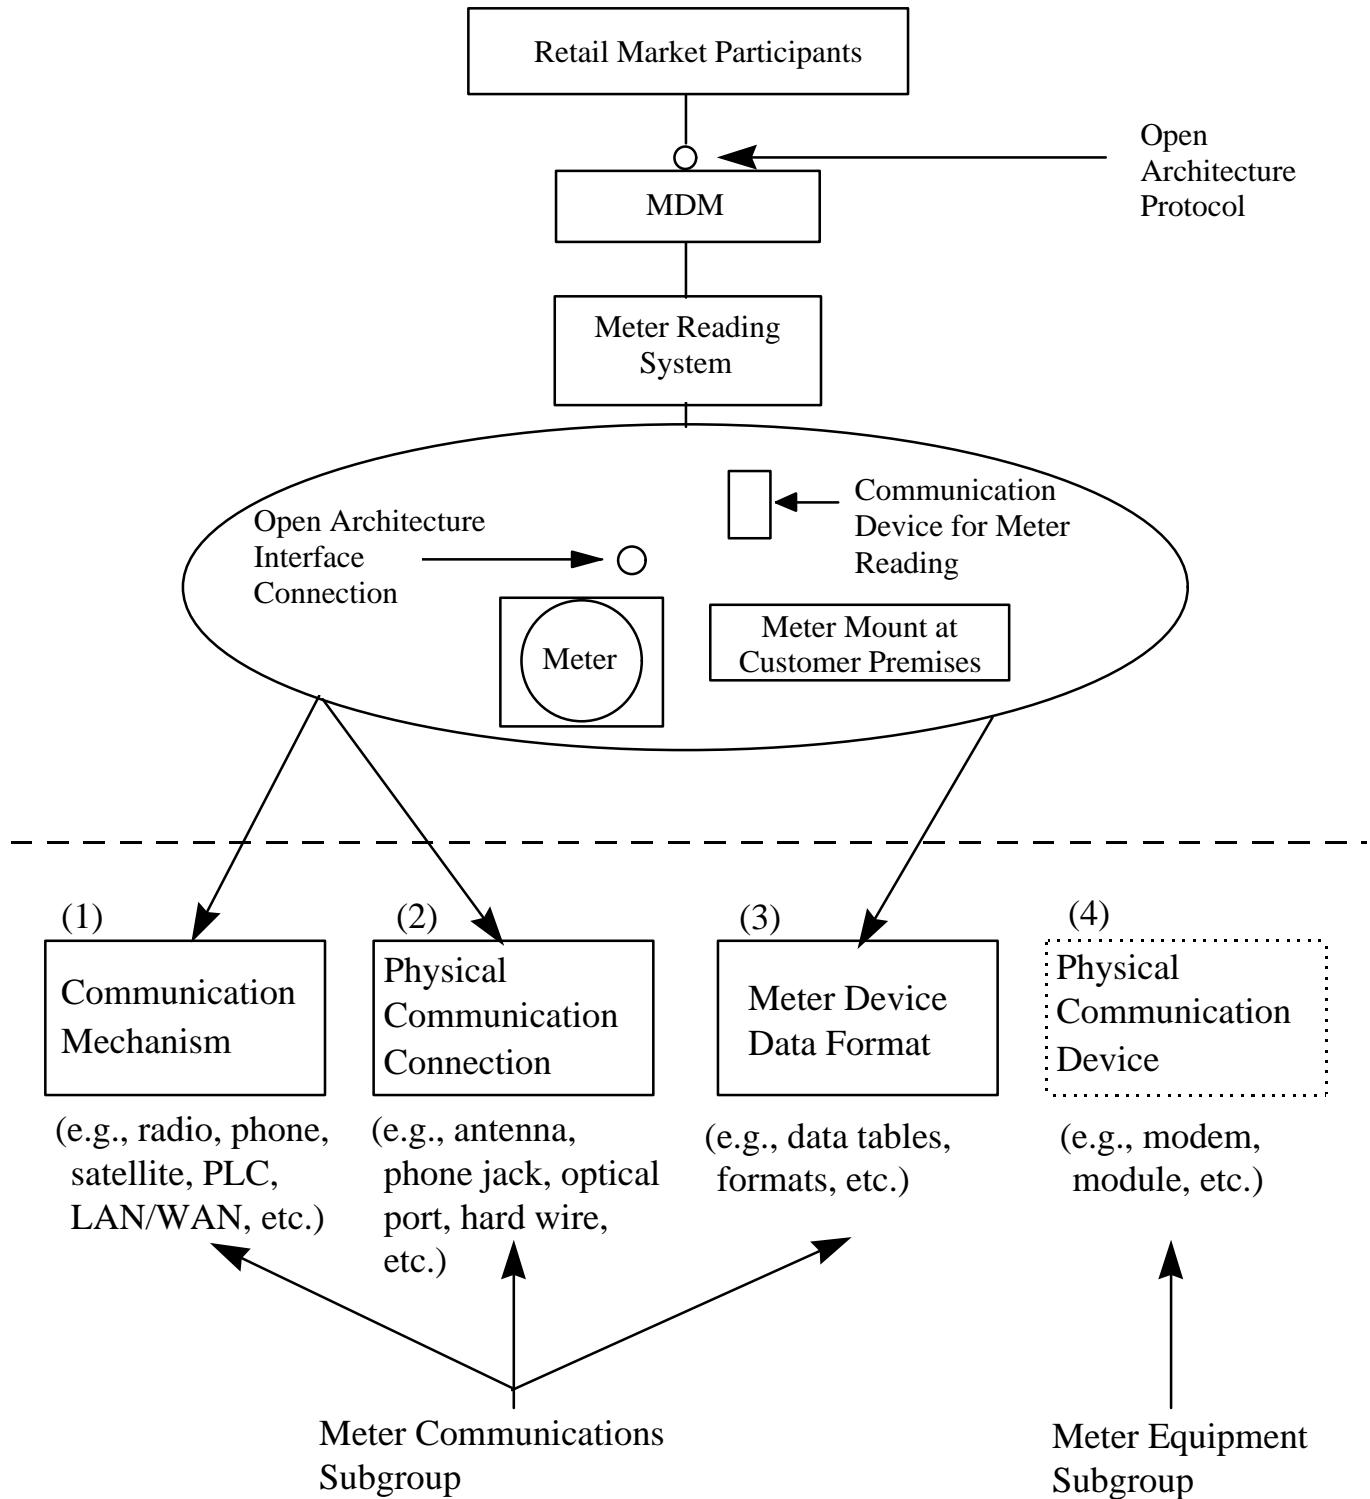 Retail Market Participants
Open
Architecture
Protocol
MDM
Meter Reading
System
Communication
Device for Meter
Reading
Open Architecture
Interface
Connection
Meter
Meter Mount at
Customer Premises
(1)
Communication
Mechanism
(e.g., radio, phone,
satellite, PLC,
LAN/WAN, etc.)
(2)
Physical
Communication
Connection
(e.g., antenna,
phone jack, optical
port, hard wire,
etc.)
(3)
Meter Device
Data Format
(e.g., data tables,
formats, etc.)
(4)
Physical
Communication
Device
(e.g., modem,
module, etc.)
Meter Communications
Subgroup
Meter Equipment
Subgroup